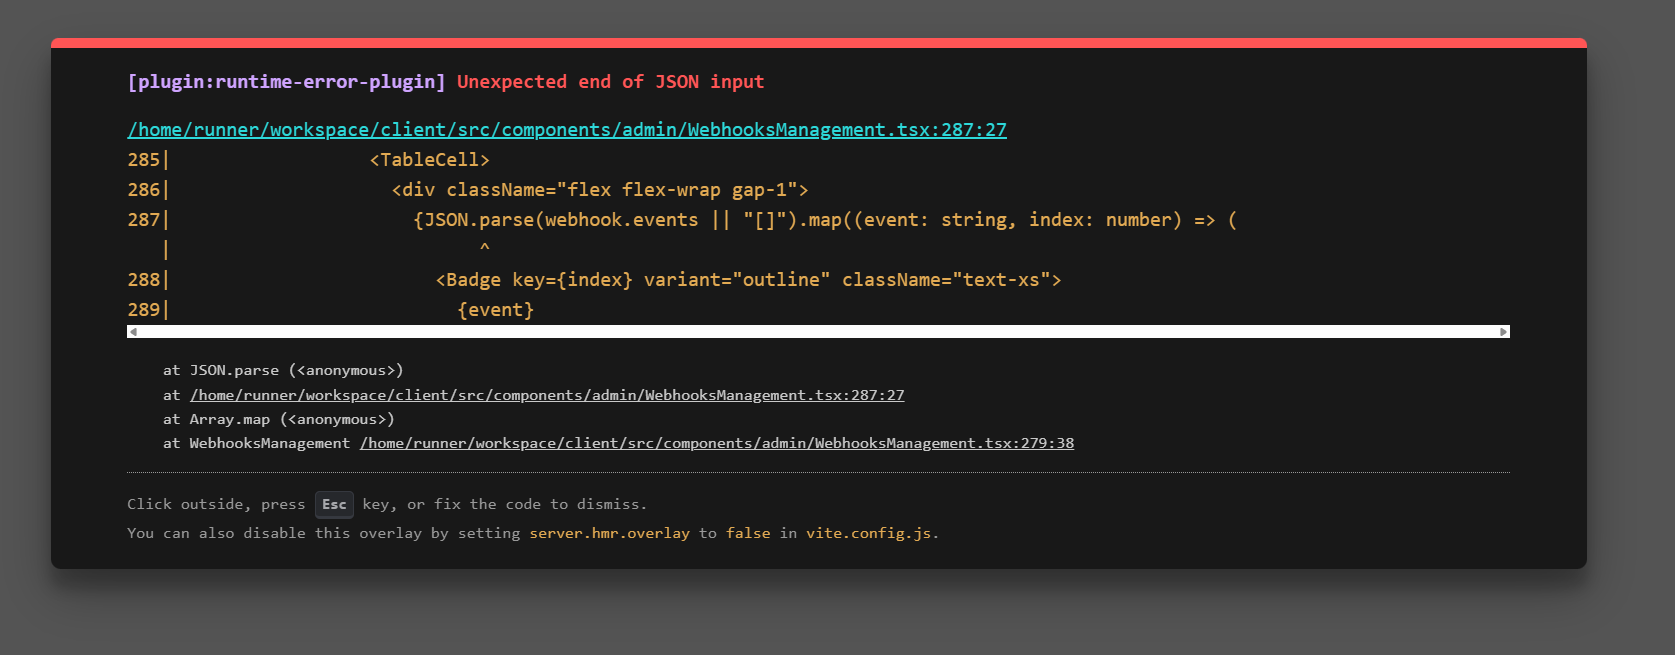 [plugin:runtime-error-plugin] Unexpected end of JSON input
/home/runner/workspace/client/src/components/admin/WebhooksManagement.tsx:287:27
285|                  <TableCell>
286|                    <div className="flex flex-wrap gap-1">
287|                      {JSON.parse(webhook.events || "[]").map((event: string, index: number) => (
   |                            ^
288|                        <Badge key={index} variant="outline" className="text-xs">
289|                          {event}
at JSON.parse (<anonymous>)
at /home/runner/workspace/client/src/components/admin/WebhooksManagement.tsx:287:27
at Array.map (<anonymous>)
at WebhooksManagement /home/runner/workspace/client/src/components/admin/WebhooksManagement.tsx:279:38
Click outside, press Esc key, or fix the code to dismiss.
You can also disable this overlay by setting server.hmr.overlay to false in vite.config.js.